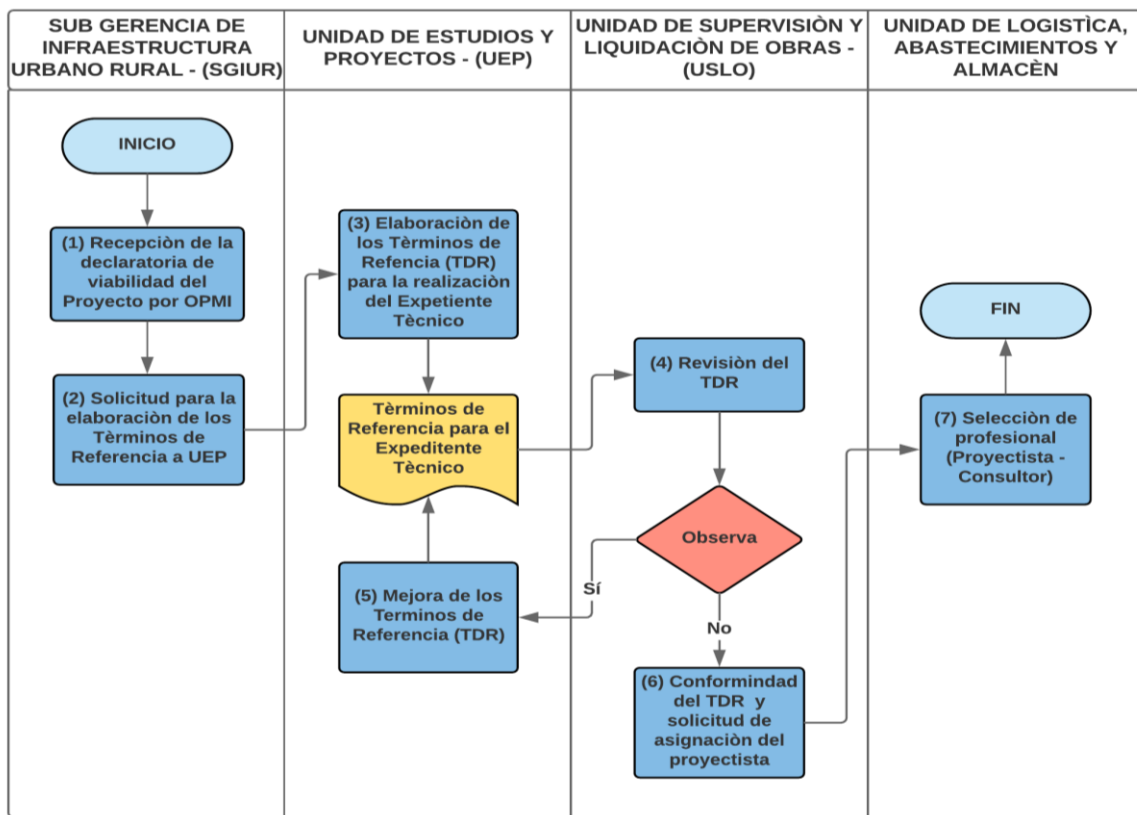 SUB GERENCIA DE
INFRAESTRUCTURA
URBANO RURAL - (SGIUR)
UNIDAD DE ESTUDIOS Y
PROYECTOS - (UEP)
UNIDAD DE SUPERVISIÒN Y
LIQUIDACIÒN DE OBRAS -
(USLO)
UNIDAD DE LOGISTÌCA,
ABASTECIMIENTOS Y
ALMACÈN
INICIO
(1) Recepciòn de la
declaratoria de
viabilidad del
Proyecto por OPMI
(2) Solicitud para la
elaboraciòn de los
Tèrminos de
Referencia a UEP
(3) Elaboraciòn de
los Tèrminos de
Refencia (TDR)
para la realizaciòn
del Expetiente
Tècnico
Tèrminos de
Referencia para el
Expeditente
Tècnico
(4) Revisiòn del
TDR
Observa
Sí
No
(5) Mejora de los
Terminos de
Referencia (TDR)
(6) Conformindad
del TDR y
solicitud de
asignaciòn del
proyectista
(7) Selecciòn de
profesional
(Proyectista -
Consultor)
FIN